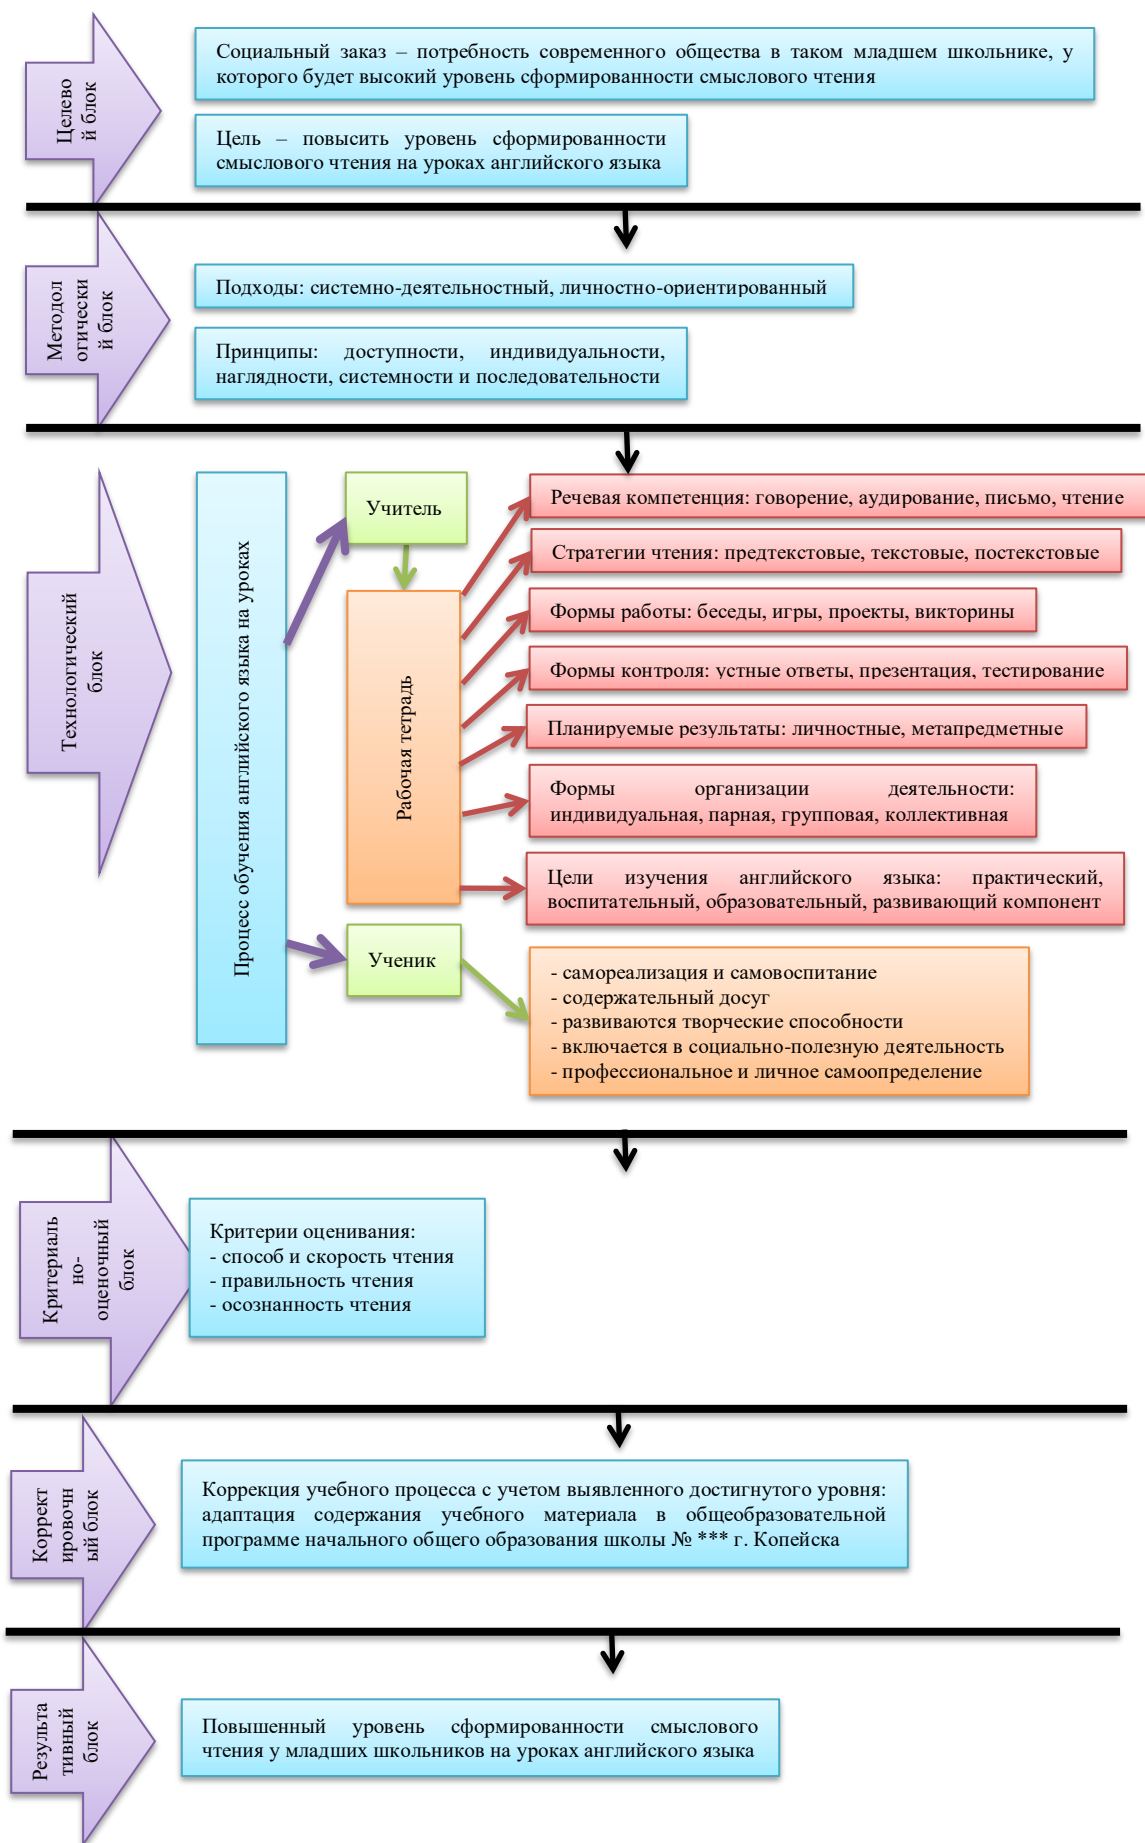 Целево
й блок
Социальный заказ – потребность современного общества в таком младшем школьнике, у
которого будет высокий уровень сформированности смыслового чтения
Цель – повысить уровень сформированности
смыслового чтения на уроках английского языка
Методол
огически
й блок
Подходы: системно-деятельностный, личностно-ориентированный
Принципы: доступности, индивидуальности,
наглядности, системности и последовательности
Технологический
блок
Процесс обучения английского языка на уроках
Учитель
Рабочая тетрадь
Ученик
Речевая компетенция: говорение, аудирование, письмо, чтение
Стратегии чтения: предтекстовые, текстовые, постекстовые
Формы работы: беседы, игры, проекты, викторины
Формы контроля: устные ответы, презентация, тестирование
Планируемые результаты: личностные, метапредметные
Формы организации деятельности:
индивидуальная, парная, групповая, коллективная
Цели изучения английского языка: практический,
воспитательный, образовательный, развивающий компонент
- самореализация и самовоспитание
- содержательный досуг
- развиваются творческие способности
- включается в социально-полезную деятельность
- профессиональное и личное самоопределение
Критериаль
но-
оценочный
блок
Критерии оценивания:
- способ и скорость чтения
- правильность чтения
- осознанность чтения
Коррект
ировочн
ый блок
Коррекция учебного процесса с учетом выявленного достигнутого уровня:
адаптация содержания учебного материала в общеобразовательной
программе начального общего образования школы № *** г. Копейска
Результа
тивный
блок
Повышенный уровень сформированности смыслового
чтения у младших школьников на уроках английского языка